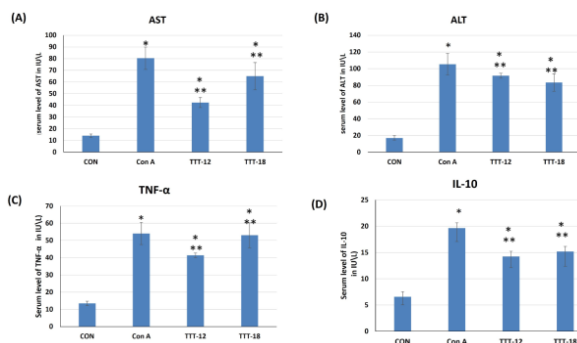 (A) AST
serum level of AST in IU\L
90
80
70
60
50
40
30
20
10
0
* * ** * **
CON Con A TTT-12 TTT-18
(B) ALT
serum level of ALT in IU\L
140
120
100
80
60
40
20
0
* * ** * **
CON Con A TTT-12 TTT-18
(C) TNF-α
Serum level of TNF-α in IU\L)
70
60
50
40
30
20
10
0
* * ** * **
CON Con A TTT-12 TTT-18
(D) IL-10
Serum level of IL-10
in IU\L)
25
20
15
10
5
0
* * ** * **
CON Con A TTT-12 TTT-18